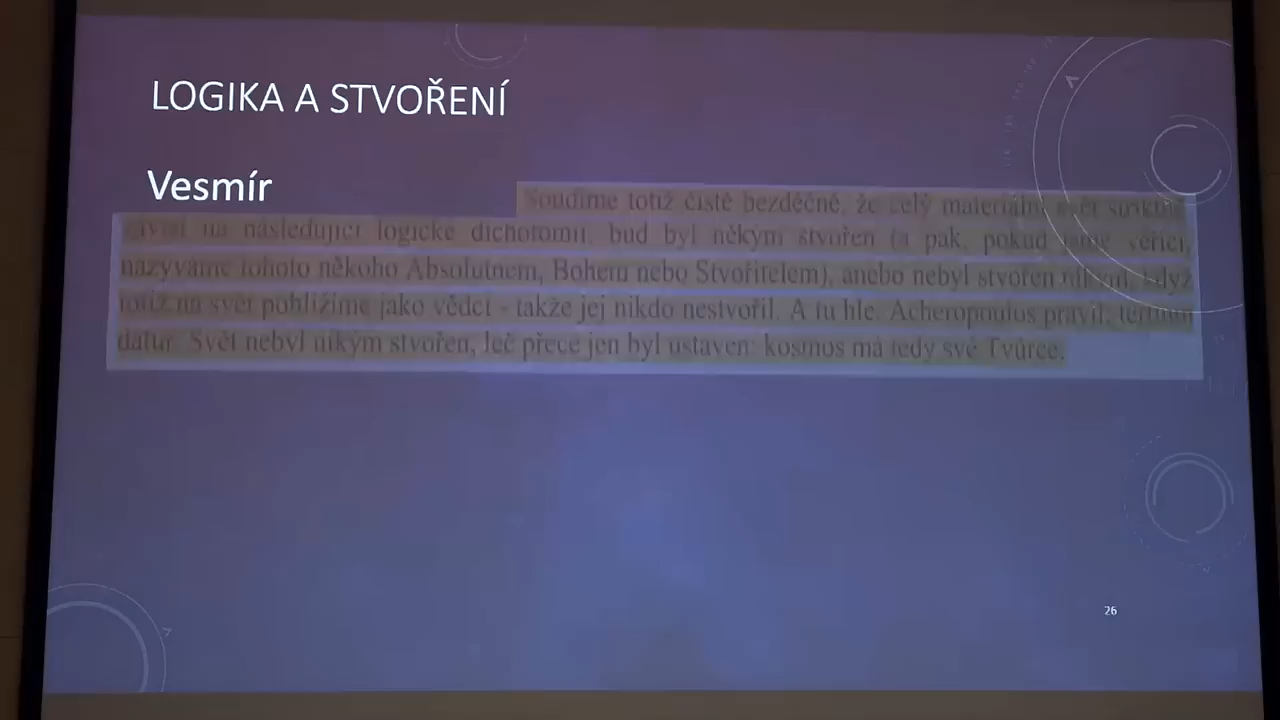 LOGIKA A STVOŘENÍ
Vesmír
Soudíme totiž čistě bezděčně, že celý materiální svět
na následující logické dichotomii: buď byl někým stvořen (a pak, pokud jsme věřící,
nazýváme tohoto někoho Absolutnem, Bohem nebo Stvořitelem), anebo nebyl stvořen nikým, když
totiž na svět pohlížíme jako vědci - takže jej nikdo nestvořil. A tu hle, Acheropoulos pravil: tertium
datur. Svět nebyl nikým stvořen, leč přece jen byl ustaven: kosmos má tedy své Tvůrce.
26